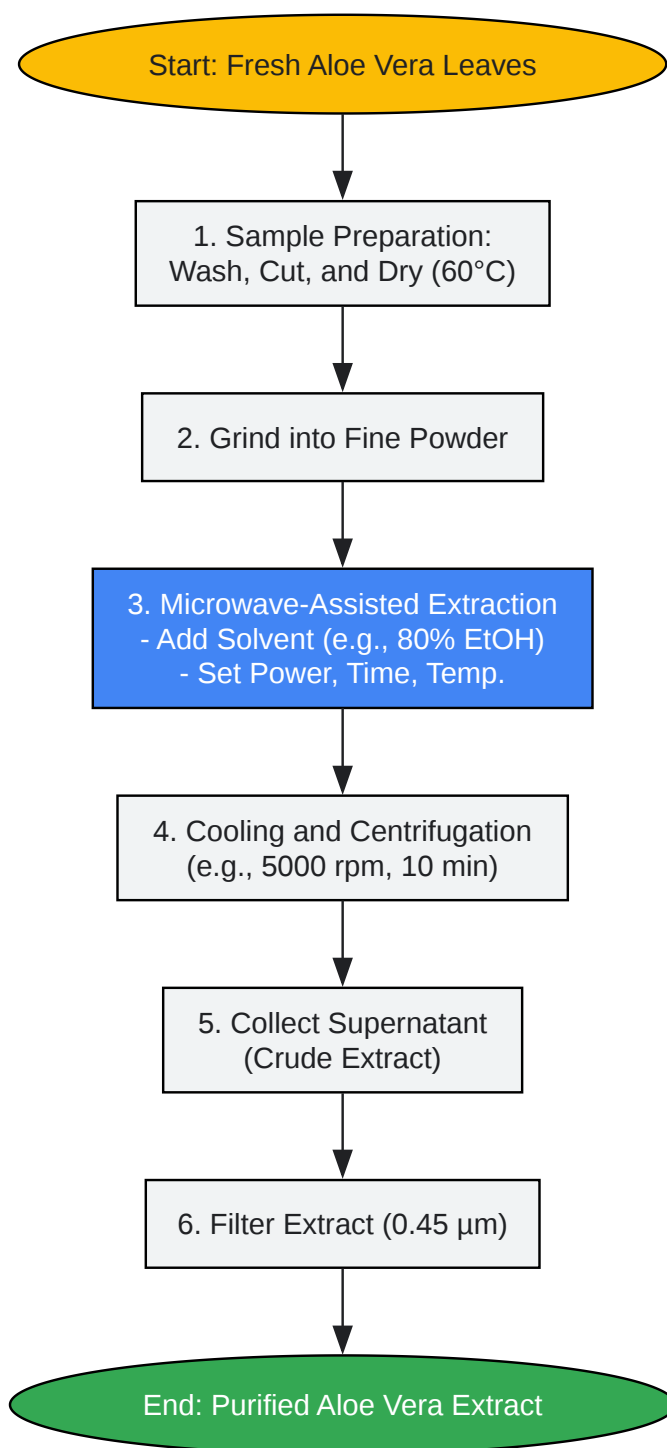 Start: Fresh Aloe Vera Leaves
1. Sample Preparation:
Wash, Cut, and Dry (60°C)
2. Grind into Fine Powder
3. Microwave-Assisted Extraction
- Add Solvent (e.g., 80% EtOH)
- Set Power, Time, Temp.
4. Cooling and Centrifugation
(e.g., 5000 rpm, 10 min)
5. Collect Supernatant
(Crude Extract)
6. Filter Extract (0.45 µm)
End: Purified Aloe Vera Extract